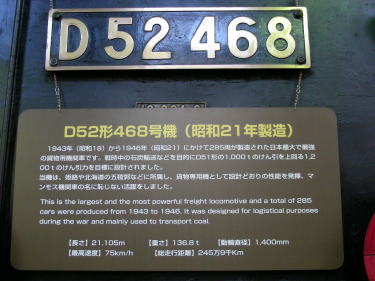 D52 468
D52形468号機（昭和21年製造）
1943年（昭和18）から1946年（昭和21）にかけて285両が製造された日本最大で最強
の貨物用機関車です。戦時中の石炭輸送などを目的にD51形の1,000tのけん引を上回る1,2
00tのけん引力を目標に設計されました。
当機は、姫路や北海道の五稜郭などに所属し、貨物専用機として設計どおりの性能を発揮。マ
ンモス機関車の名に恥じない活躍をしました。
This is the largest and the most powerful freight locomotive and a total of 285
cars were produced from 1943 to 1946. It was designed for logistical purposes
during the war and mainly used to transport coal.
【長さ】21.105m 【重さ】136.8t 【動輪直径】1,400mm
【最高速度】75km/h 【総走行距離】245万9千Km